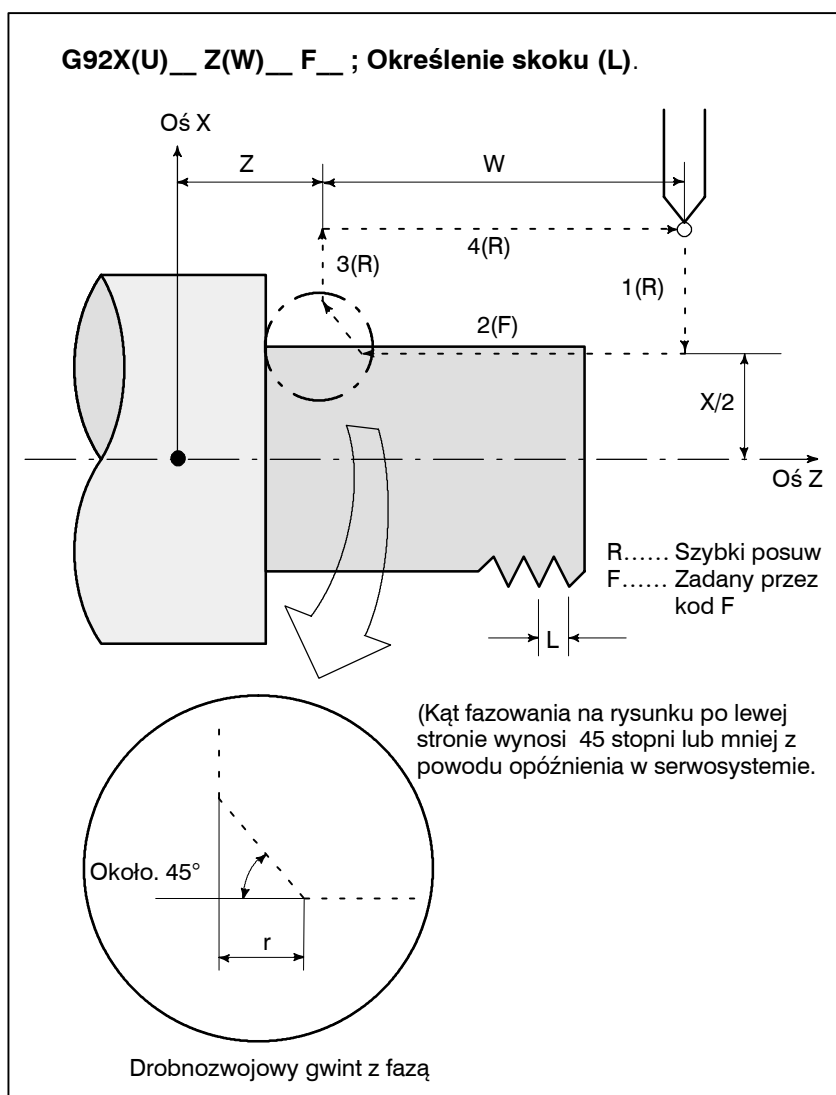 G92X(U)__ Z(W)__ F__ ; Określenie skoku (L).
Oś X
Z
W
4(R)
3(R)
1(R)
2(F)
X/2
Oś Z
R...... Szybki posuw
F...... Zadany przez
kod F
L
(Kąt fazowania na rysunku po lewej
stronie wynosi 45 stopni lub mniej z
powodu opóźnienia w serwosystemie.
Około. 45°
r
Drobnozwojowy gwint z fazą